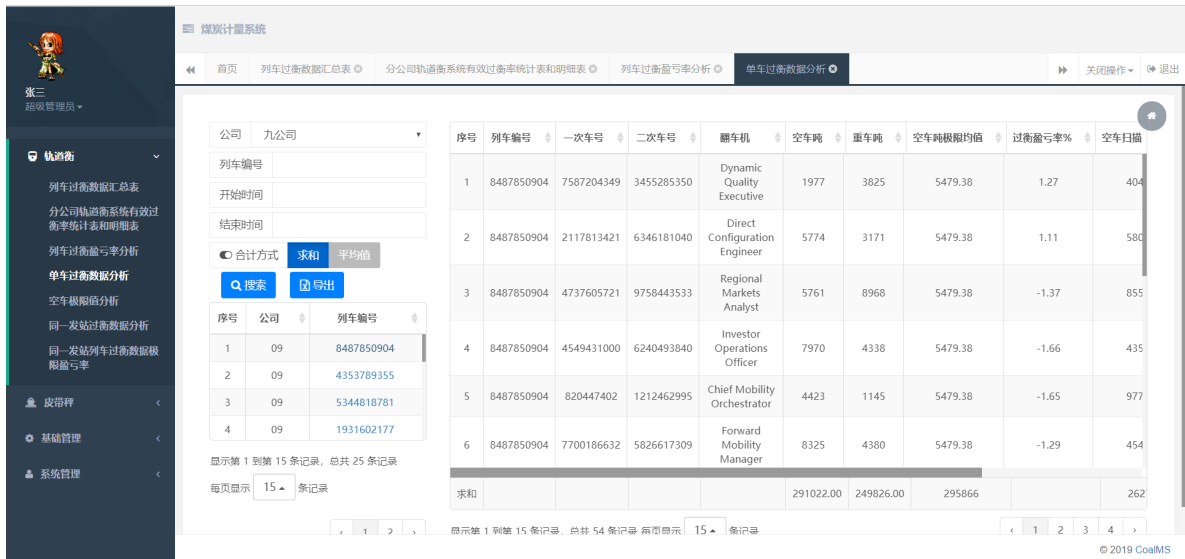 煤炭计量系统
张三
超级管理员
首页 列车过衡数据汇总表 分公司轨道衡系统有效过衡率统计表和明细表 列车过衡盈亏率分析 单车过衡数据分析 关闭操作 退出
轨道衡
列车过衡数据汇总表
分公司轨道衡系统有效过
衡率统计表和明细表
列车过衡盈亏率分析
单车过衡数据分析
空车极限值分析
同一发站过衡数据分析
同一发站列车过衡数据极
限盈亏率
皮带秤
基础管理
系统管理
公司 九公司
列车编号
开始时间
结束时间
合计方式 求和 平均值
搜索 导出
序号 公司 列车编号
1 09 8487850904
2 09 4353789355
3 09 5344818781
4 09 1931602177
显示第 1 到第 15 条记录，总共 25 条记录
每页显示 15 条记录
‹ 1 2 ›
序号 列车编号 一次车号 二次车号 翻车机 空车吨 重车吨 空车吨极限均值 过衡盈亏率% 空车扫描
1 8487850904 7587204349 3455285350 Dynamic Quality Executive 1977 3825 5479.38 1.27 404
2 8487850904 2117813421 6346181040 Direct Configuration Engineer 5774 3171 5479.38 1.11 580
3 8487850904 4737605721 9758443533 Regional Markets Analyst 5761 8968 5479.38 -1.37 855
4 8487850904 4549431000 6240493840 Investor Operations Officer 7970 4338 5479.38 -1.66 435
5 8487850904 820447402 1212462995 Chief Mobility Orchestrator 4423 1145 5479.38 -1.65 977
6 8487850904 7700186632 5826617309 Forward Mobility Manager 8325 4380 5479.38 -1.29 454
求和 291022.00 249826.00 295866 262
显示第 1 到第 15 条记录，总共 54 条记录 每页显示 15 条记录
‹ 1 2 3 4 ›
© 2019 CoalMS